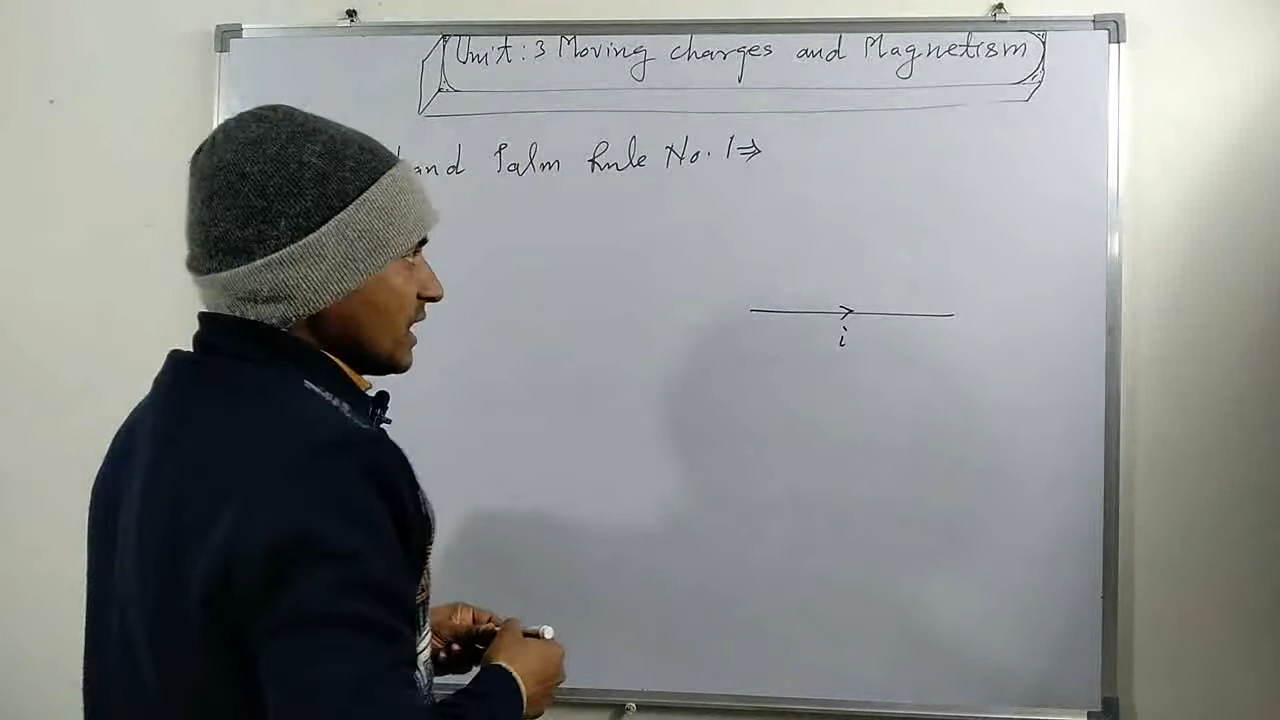 Unit : 3 Moving charges and Magnetism
and Palm Rule No. 1 ⇒
i